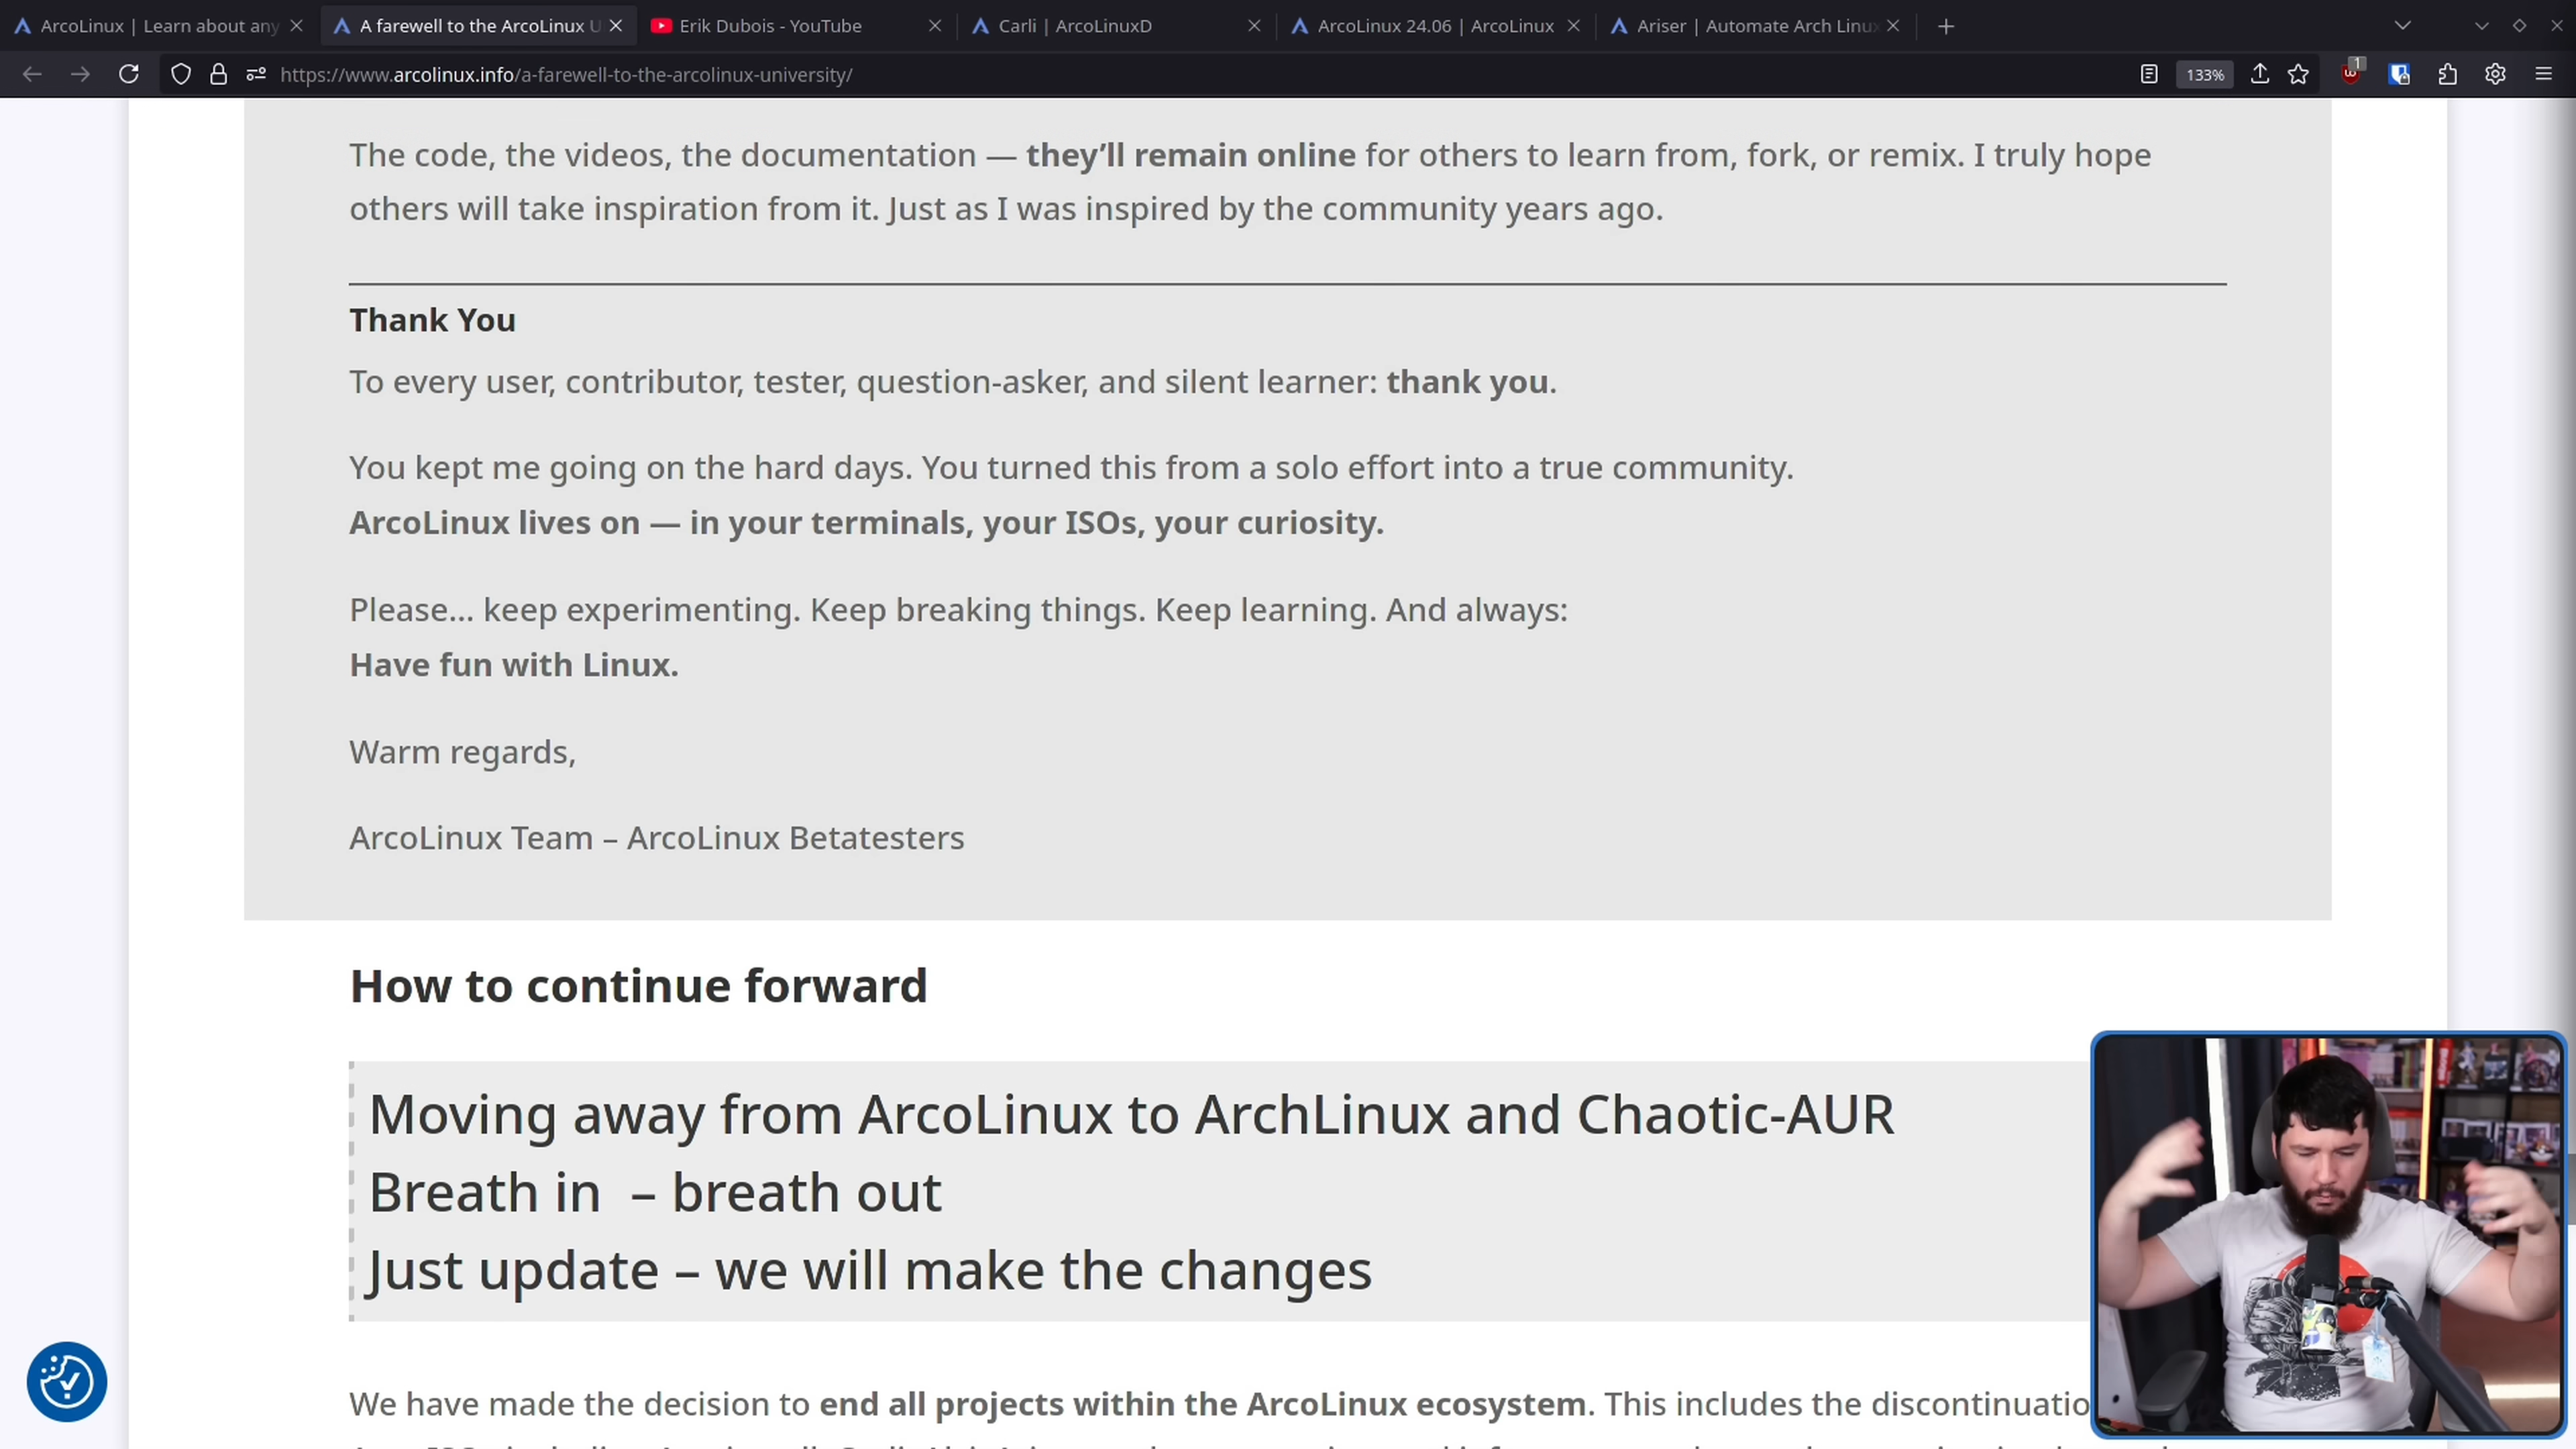 ArcoLinux | Learn about any
A farewell to the ArcoLinux U
Erik Dubois - YouTube
Carli | ArcoLinuxD
ArcoLinux 24.06 | ArcoLinux
Ariser | Automate Arch Linux
https://www.arcolinux.info/a-farewell-to-the-arcolinux-university/
133%
1
The code, the videos, the documentation — they’ll remain online for others to learn from, fork, or remix. I truly hope
others will take inspiration from it. Just as I was inspired by the community years ago.
Thank You
To every user, contributor, tester, question-asker, and silent learner: thank you.
You kept me going on the hard days. You turned this from a solo effort into a true community.
ArcoLinux lives on — in your terminals, your ISOs, your curiosity.
Please… keep experimenting. Keep breaking things. Keep learning. And always:
Have fun with Linux.
Warm regards,
ArcoLinux Team – ArcoLinux Betatesters
How to continue forward
Moving away from ArcoLinux to ArchLinux and Chaotic-AUR
Breath in – breath out
Just update – we will make the changes
We have made the decision to end all projects within the ArcoLinux ecosystem. This includes the discontinuatio